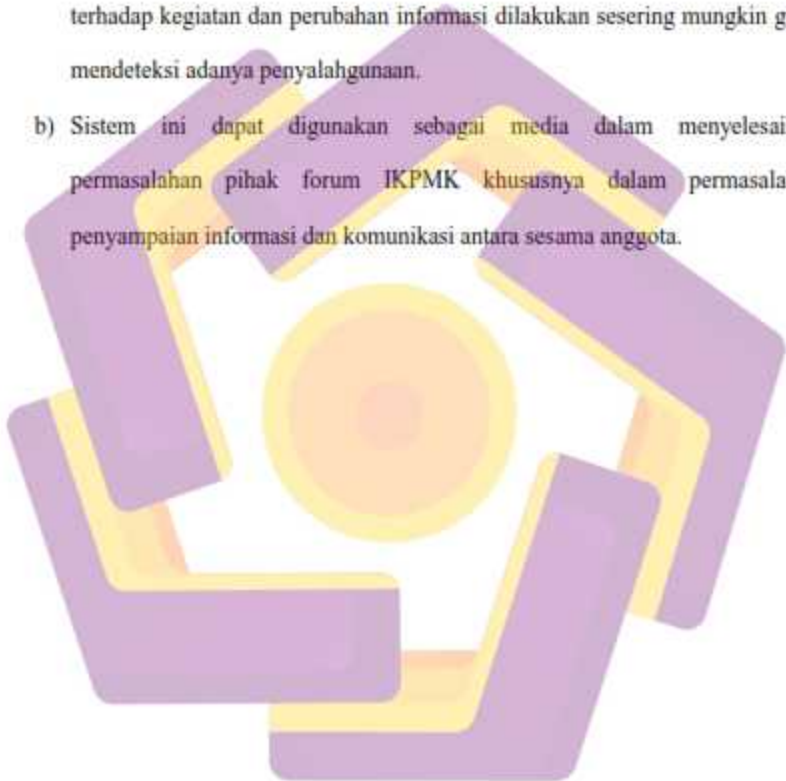 terhadap kegiatan dan perubahan informasi dilakukan sesering mungkin g
mendeteksi adanya penyalahgunaan.
b) Sistem ini dapat digunakan sebagai media dalam menyelesai
permasalahan pihak forum IKPMK khususnya dalam permasala
penyampaian informasi dan komunikasi antara sesama anggota.